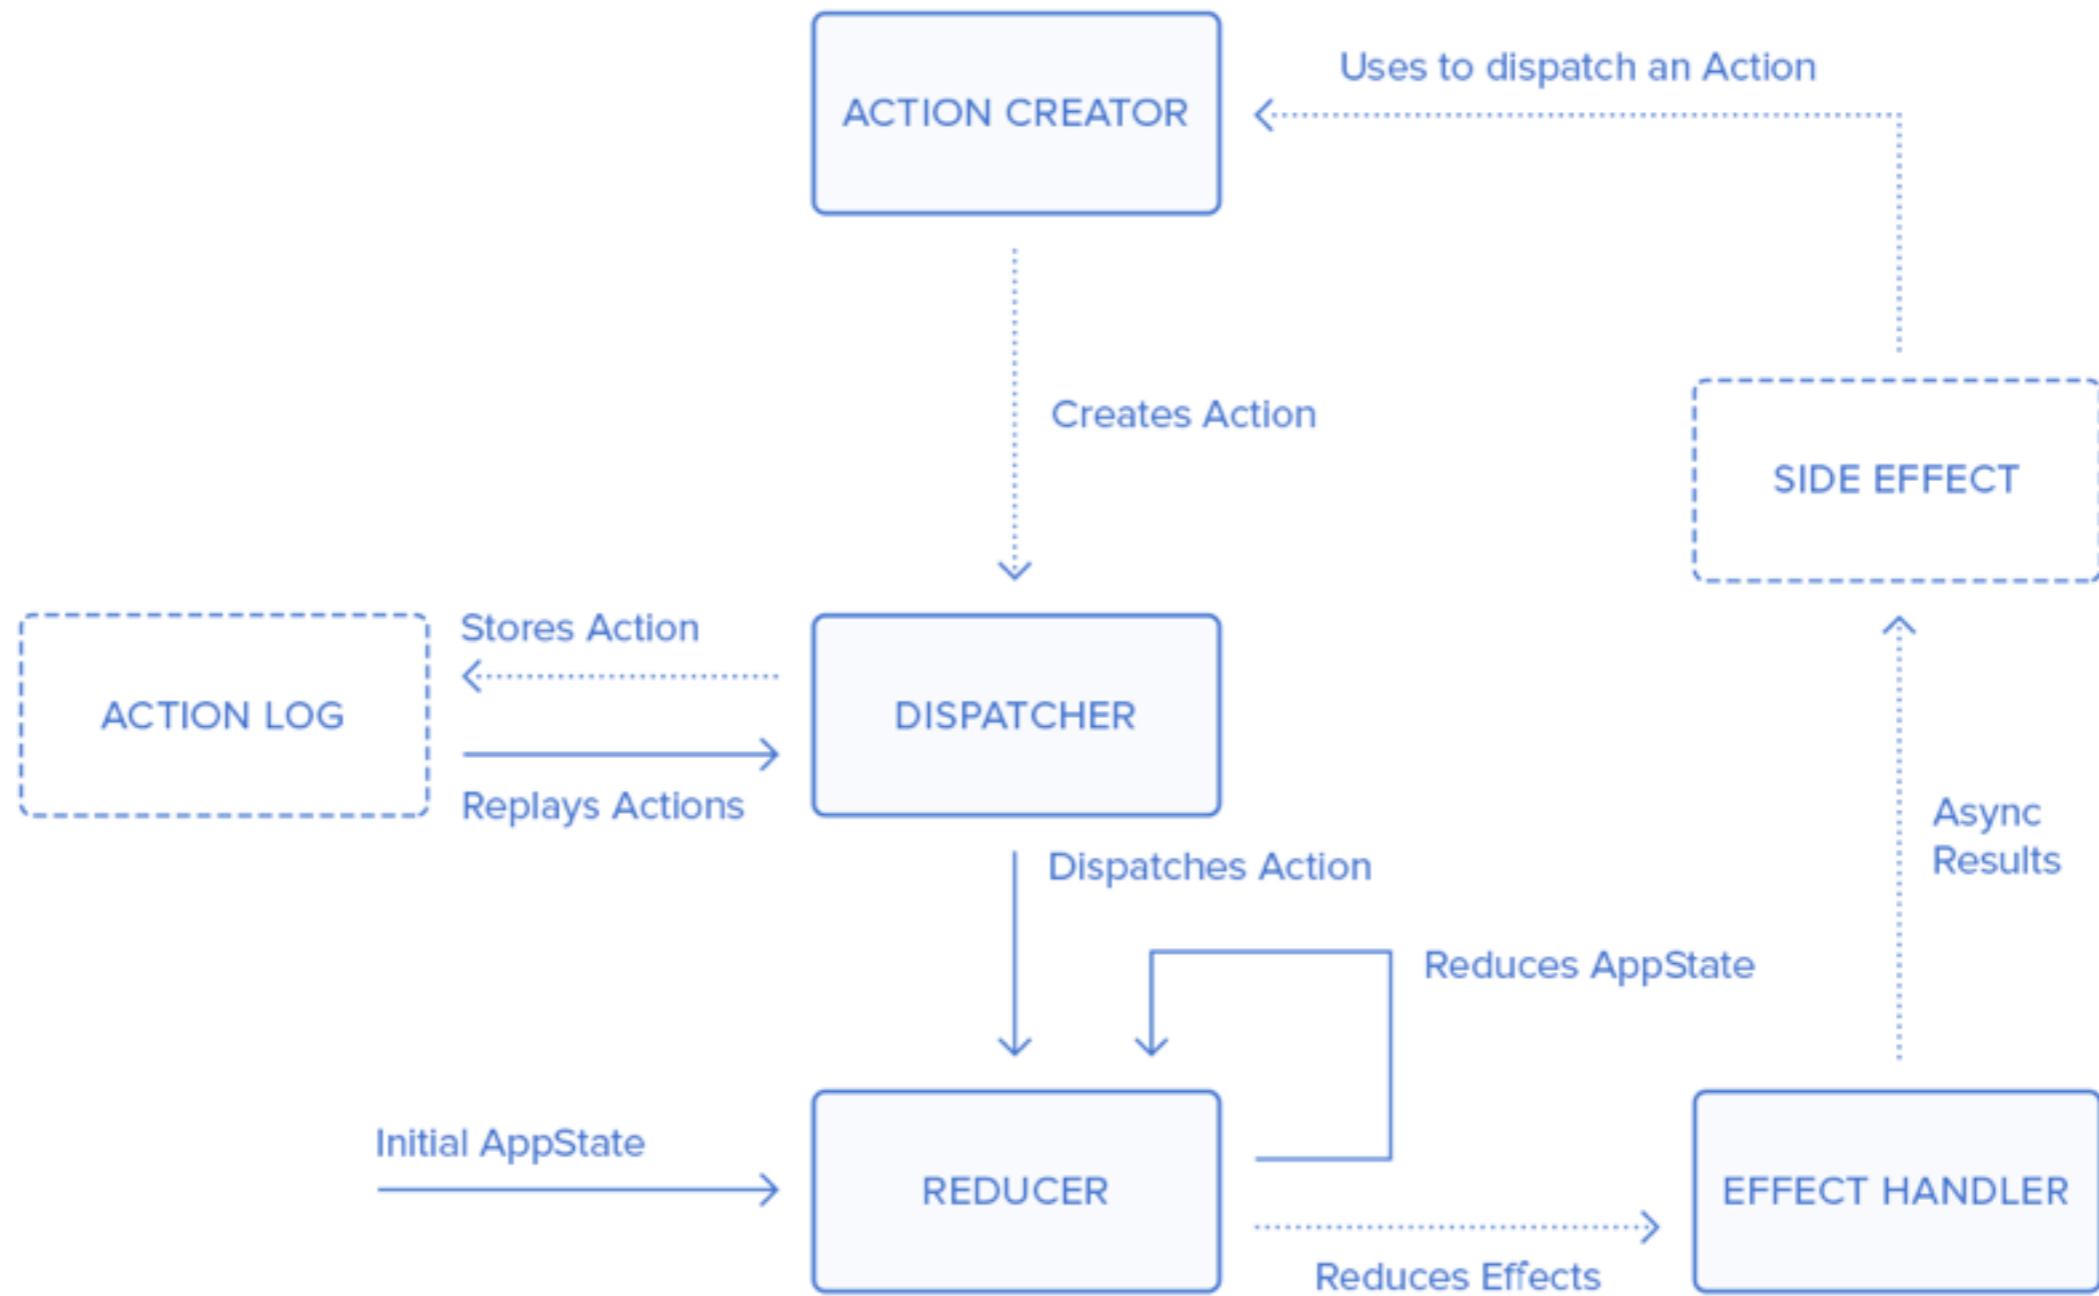 ACTION CREATOR
Uses to dispatch an Action
Creates Action
SIDE EFFECT
Stores Action
ACTION LOG
DISPATCHER
Replays Actions
Async
Results
Dispatches Action
Reduces AppState
Initial AppState
REDUCER
EFFECT HANDLER
Reduces Effects